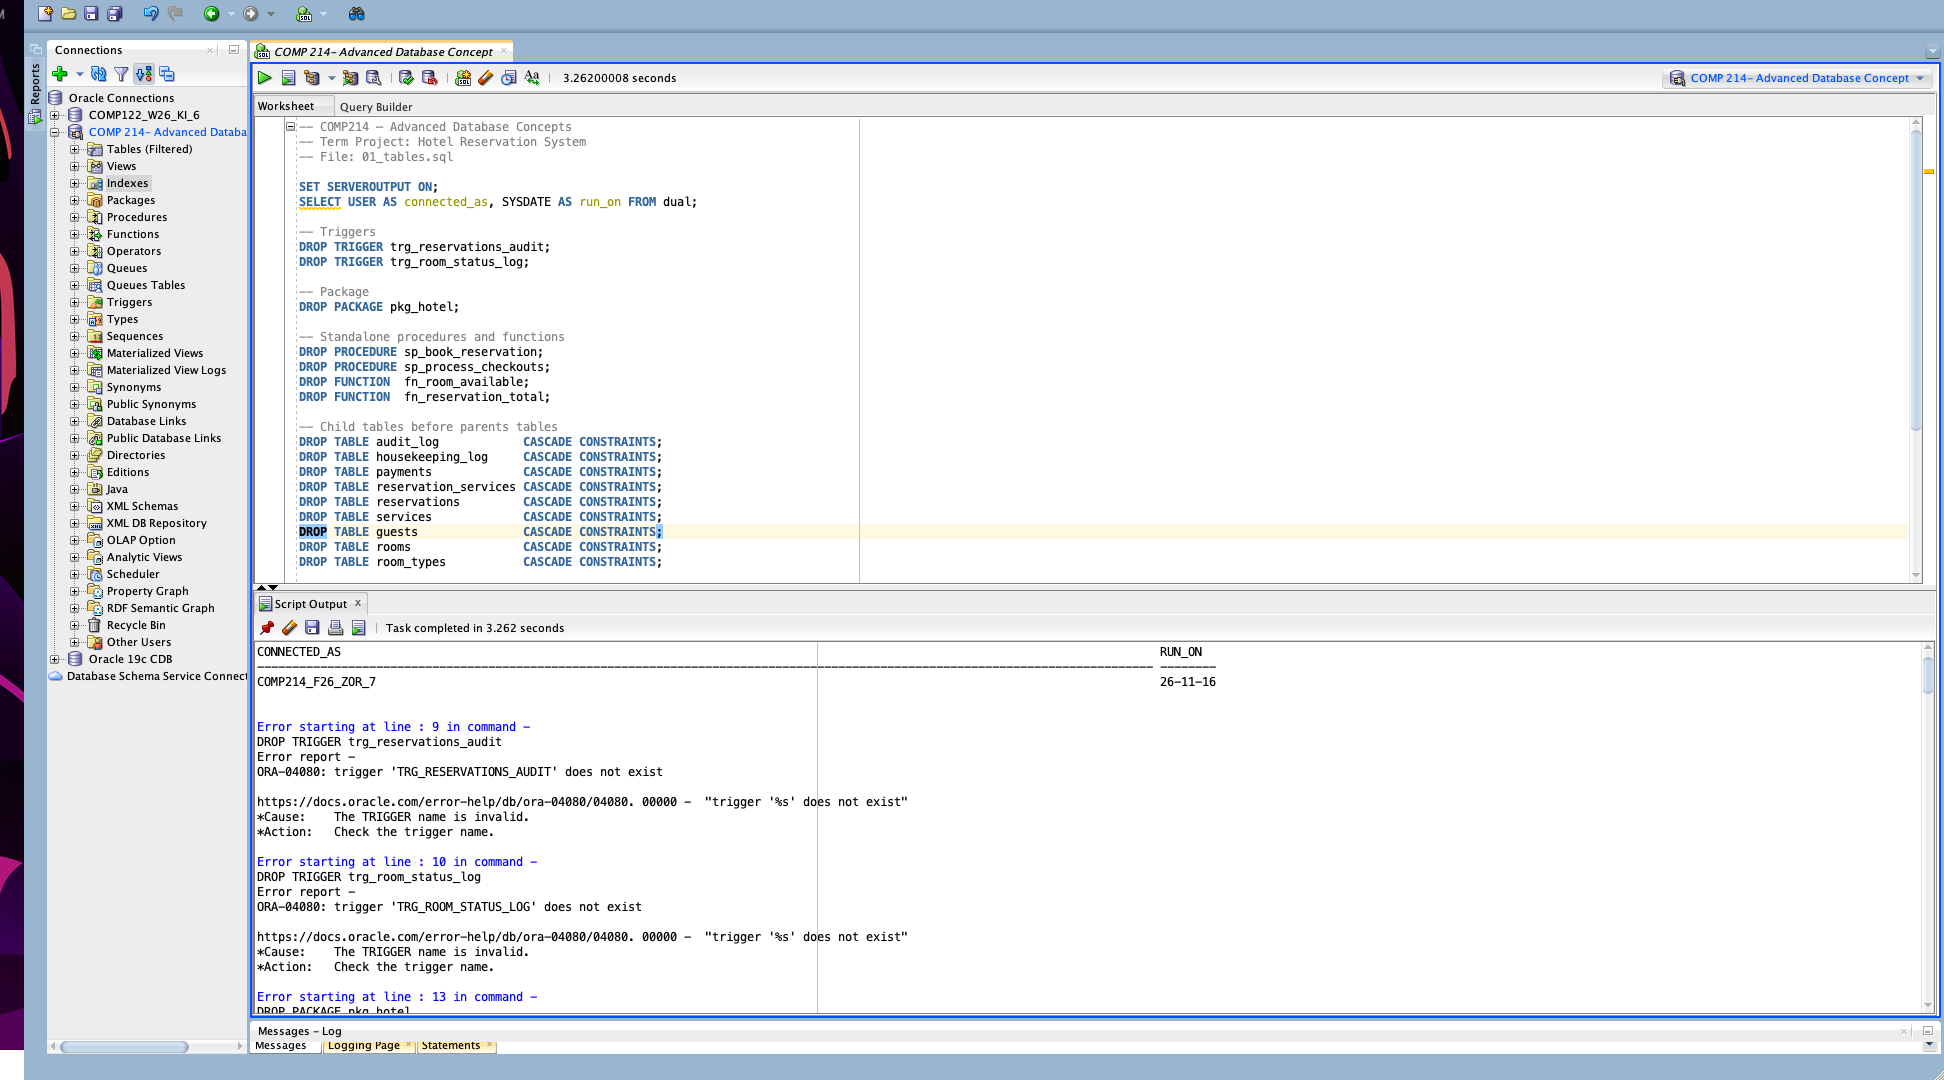 Reports
Connections
Oracle Connections
COMP122_W26_KI_6
COMP 214- Advanced Databa
Tables (Filtered)
Views
Indexes
Packages
Procedures
Functions
Operators
Queues
Queues Tables
Triggers
Types
Sequences
Materialized Views
Materialized View Logs
Synonyms
Public Synonyms
Database Links
Public Database Links
Directories
Editions
Java
XML Schemas
XML DB Repository
OLAP Option
Analytic Views
Scheduler
Property Graph
RDF Semantic Graph
Recycle Bin
Other Users
Oracle 19c CDB
Database Schema Service Connect
COMP 214- Advanced Database Concept
3.26200008 seconds
COMP 214- Advanced Database Concept
Worksheet Query Builder
-- COMP214 – Advanced Database Concepts
-- Term Project: Hotel Reservation System
-- File: 01_tables.sql
SET SERVEROUTPUT ON;
SELECT USER AS connected_as, SYSDATE AS run_on FROM dual;
-- Triggers
DROP TRIGGER trg_reservations_audit;
DROP TRIGGER trg_room_status_log;
-- Package
DROP PACKAGE pkg_hotel;
-- Standalone procedures and functions
DROP PROCEDURE sp_book_reservation;
DROP PROCEDURE sp_process_checkouts;
DROP FUNCTION  fn_room_available;
DROP FUNCTION  fn_reservation_total;
-- Child tables before parents tables
DROP TABLE audit_log            CASCADE CONSTRAINTS;
DROP TABLE housekeeping_log     CASCADE CONSTRAINTS;
DROP TABLE payments             CASCADE CONSTRAINTS;
DROP TABLE reservation_services CASCADE CONSTRAINTS;
DROP TABLE reservations         CASCADE CONSTRAINTS;
DROP TABLE services             CASCADE CONSTRAINTS;
DROP TABLE guests               CASCADE CONSTRAINTS;
DROP TABLE rooms                CASCADE CONSTRAINTS;
DROP TABLE room_types           CASCADE CONSTRAINTS;
Script Output
Task completed in 3.262 seconds
CONNECTED_AS RUN_ON
COMP214_F26_ZOR_7 26-11-16
Error starting at line : 9 in command -
DROP TRIGGER trg_reservations_audit
Error report -
ORA-04080: trigger 'TRG_RESERVATIONS_AUDIT' does not exist
https://docs.oracle.com/error-help/db/ora-04080/04080. 00000 -  "trigger '%s' does not exist"
*Cause:    The TRIGGER name is invalid.
*Action:   Check the trigger name.
Error starting at line : 10 in command -
DROP TRIGGER trg_room_status_log
Error report -
ORA-04080: trigger 'TRG_ROOM_STATUS_LOG' does not exist
https://docs.oracle.com/error-help/db/ora-04080/04080. 00000 -  "trigger '%s' does not exist"
*Cause:    The TRIGGER name is invalid.
*Action:   Check the trigger name.
Error starting at line : 13 in command -
DROP PACKAGE pkg_hotel
Messages - Log
Messages Logging Page Statements